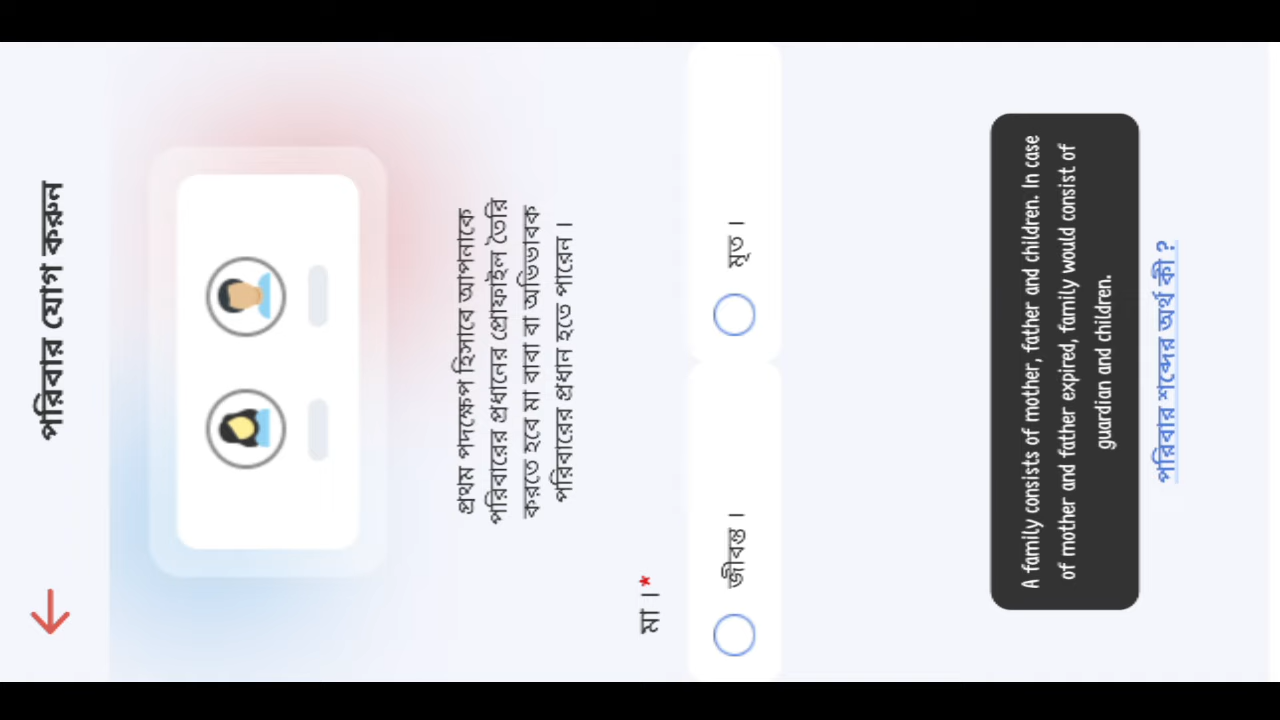 পরিবার যোগ করুন
প্রথম পদক্ষেপ হিসাবে আপনাকে
পরিবারের প্রধানের প্রোফাইল তৈরি
করতে হবে মা বাবা বা অভিভাবক
পরিবারের প্রধান হতে পারেন ।
মা ।*
জীবন্ত ।
মৃত ।
A family consists of mother, father and children. In case
of mother and father expired, family would consist of
guardian and children.
পরিবার শব্দের অর্থ কী ?